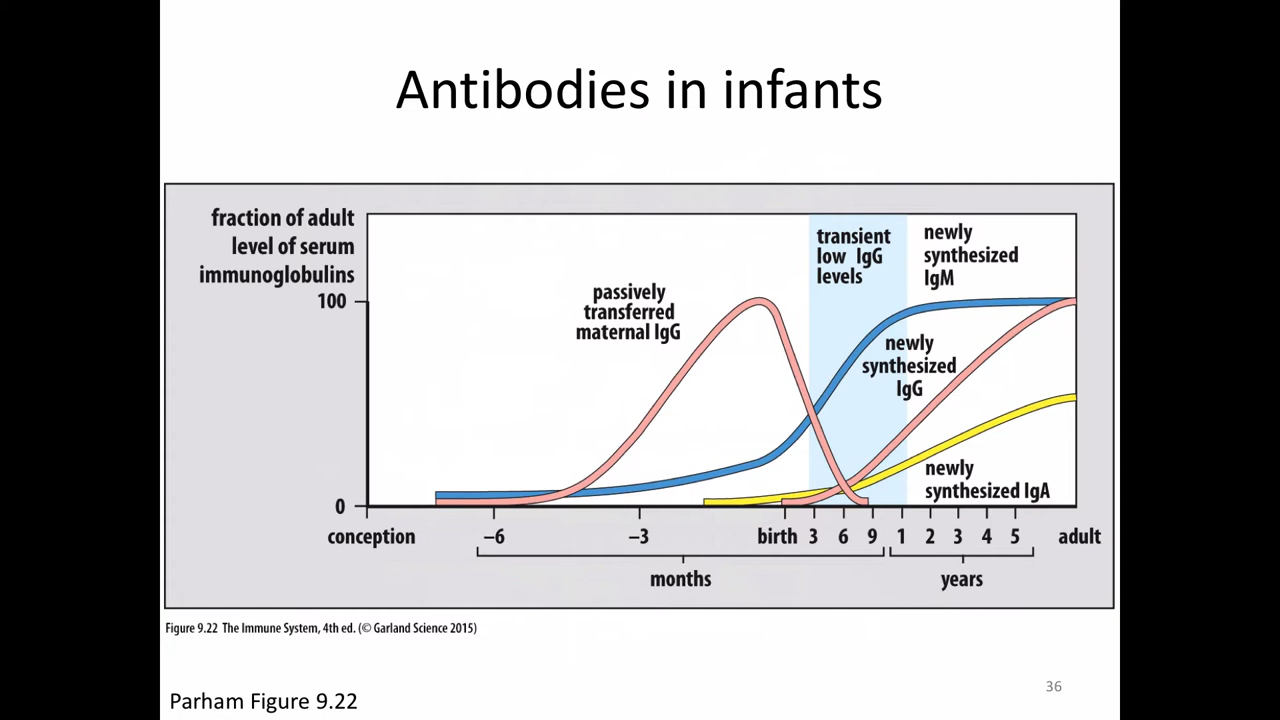 Antibodies in infants
fraction of adult
level of serum
immunoglobulins
100
0
passively
transferred
maternal IgG
transient
low IgG
levels
newly
synthesized
IgM
newly
synthesized
IgG
newly
synthesized IgA
conception –6 –3 birth 3 6 9 1 2 3 4 5 adult
months years
Figure 9.22 The Immune System, 4th ed. (© Garland Science 2015)
36
Parham Figure 9.22